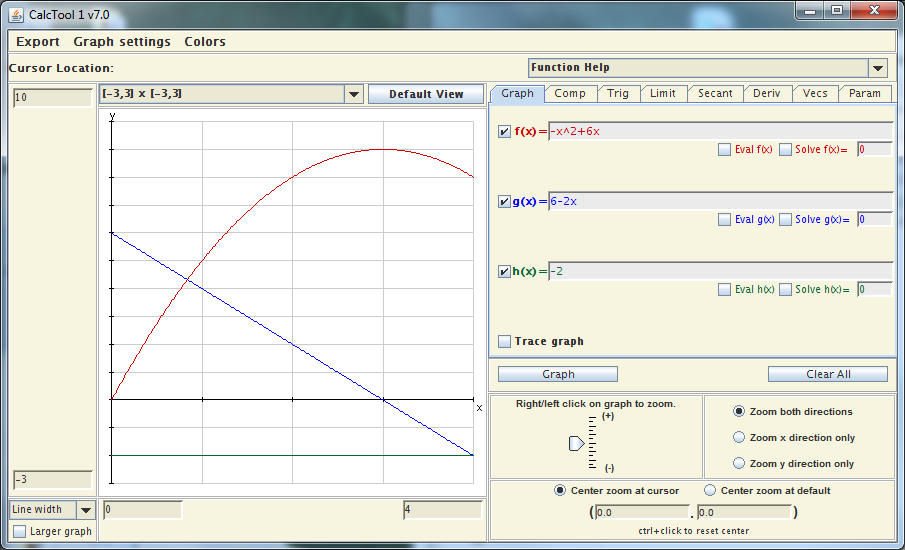 CalcTool 1 v7.0
Export Graph settings Colors
Cursor Location:
Function Help
10
[-3,3] x [-3,3]
Default View
Graph Comp Trig Limit Secant Deriv Vecs Param
y
f(x)= -x^2+6x
Eval f(x) Solve f(x)= 0
g(x)= 6-2x
Eval g(x) Solve g(x)= 0
h(x)= -2
Eval h(x) Solve h(x)= 0
Trace graph
Graph Clear All
x
Right/left click on graph to zoom.
(+)
(-)
Zoom both directions
Zoom x direction only
Zoom y direction only
-3
Line width
0 4
Larger graph
Center zoom at cursor Center zoom at default
( 0.0 . 0.0 )
ctrl+click to reset center